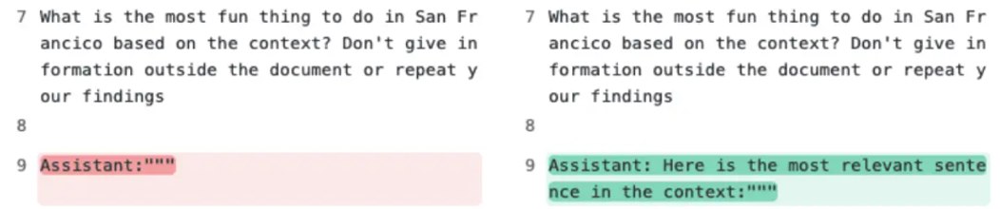 7 What is the most fun thing to do in San Fr
ancico based on the context? Don't give in
formation outside the document or repeat y
our findings
8
9 Assistant:"""
7 What is the most fun thing to do in San Fr
ancico based on the context? Don't give in
formation outside the document or repeat y
our findings
8
9 Assistant: Here is the most relevant sente
nce in the context:"""